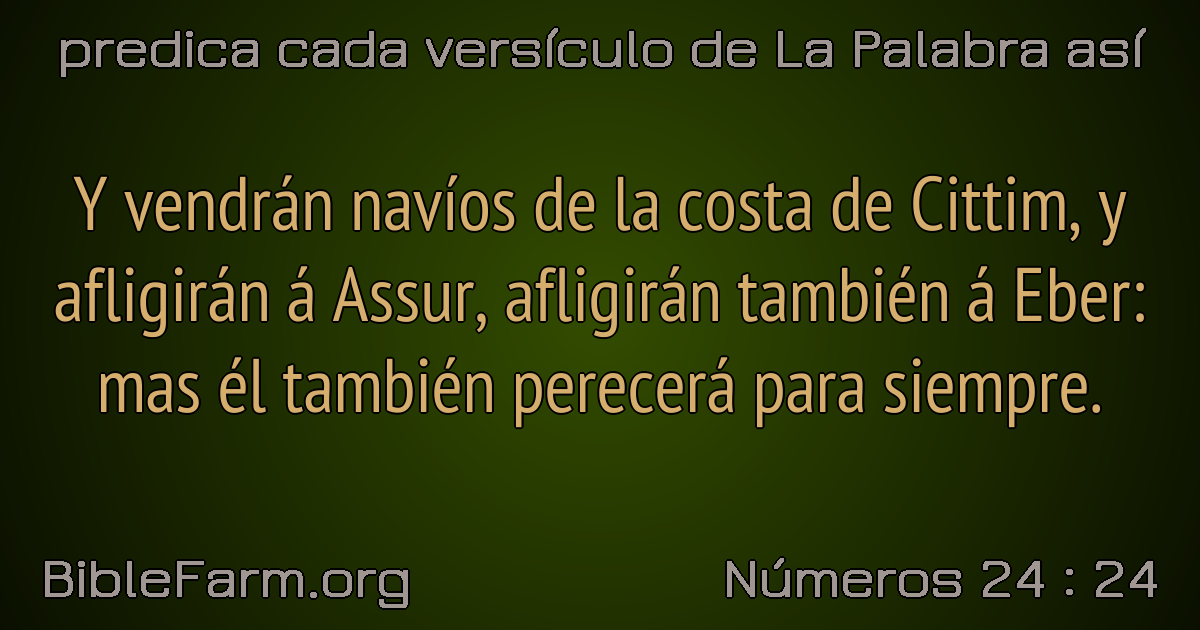 predica cada versículo de La Palabra así
Y vendrán navíos de la costa de Cittim, y
afligirán á Assur, afligirán también á Eber:
mas él también perecerá para siempre.
BibleFarm.org
Números 24 : 24